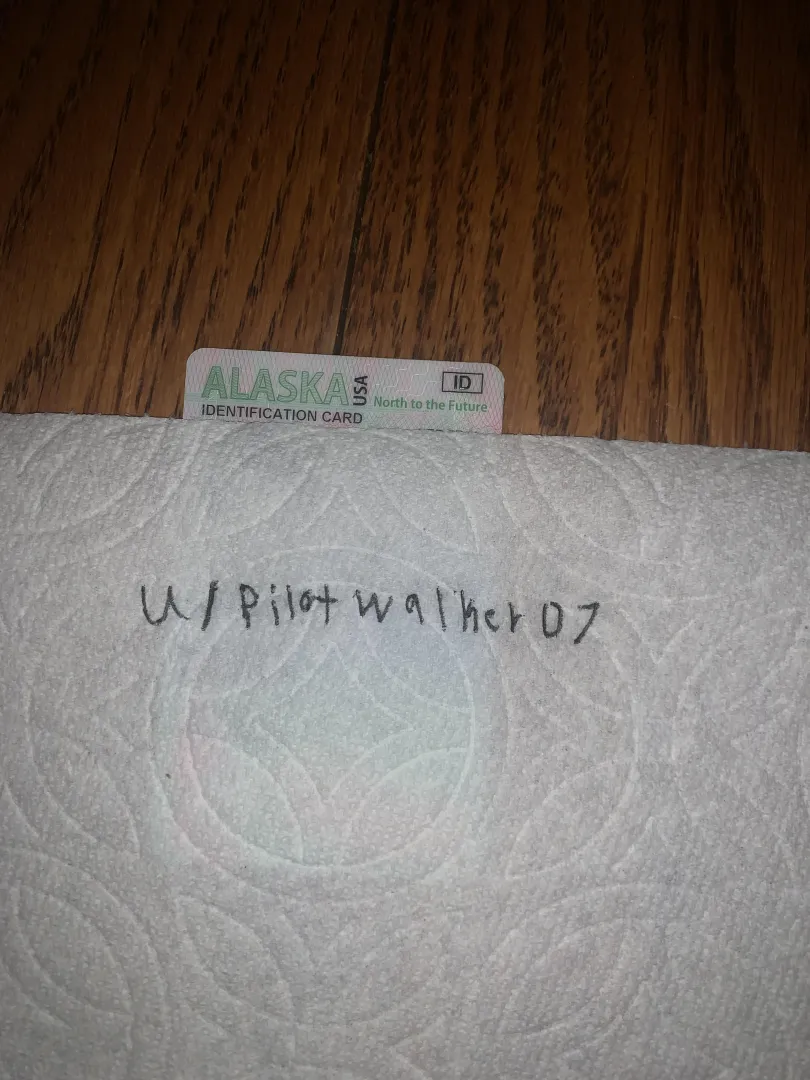 ALASKA USA ID
North to the Future
IDENTIFICATION CARD
u/pilotwalker07